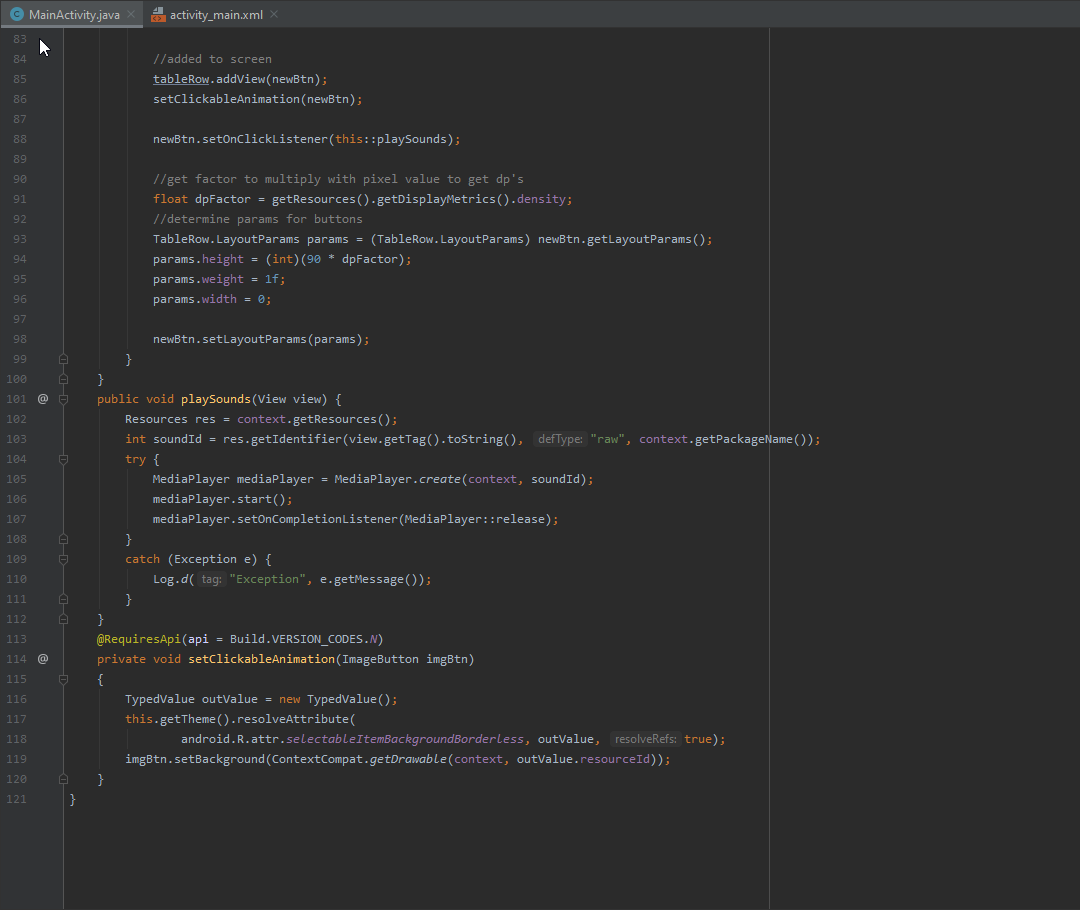 MainActivity.java activity_main.xml
83
84 //added to screen
85 tableRow.addView(newBtn);
86 setClickableAnimation(newBtn);
87
88 newBtn.setOnClickListener(this::playSounds);
89
90 //get factor to multiply with pixel value to get dp's
91 float dpFactor = getResources().getDisplayMetrics().density;
92 //determine params for buttons
93 TableRow.LayoutParams params = (TableRow.LayoutParams) newBtn.getLayoutParams();
94 params.height = (int)(90 * dpFactor);
95 params.weight = 1f;
96 params.width = 0;
97
98 newBtn.setLayoutParams(params);
99 }
100 }
101 @ public void playSounds(View view) {
102 Resources res = context.getResources();
103 int soundId = res.getIdentifier(view.getTag().toString(), defType: "raw", context.getPackageName());
104 try {
105 MediaPlayer mediaPlayer = MediaPlayer.create(context, soundId);
106 mediaPlayer.start();
107 mediaPlayer.setOnCompletionListener(MediaPlayer::release);
108 }
109 catch (Exception e) {
110 Log.d( tag: "Exception", e.getMessage());
111 }
112 }
113 @RequiresApi(api = Build.VERSION_CODES.N)
114 @ private void setClickableAnimation(ImageButton imgBtn)
115 {
116 TypedValue outValue = new TypedValue();
117 this.getTheme().resolveAttribute(
118 android.R.attr.selectableItemBackgroundBorderless, outValue, resolveRefs: true);
119 imgBtn.setBackground(ContextCompat.getDrawable(context, outValue.resourceId));
120 }
121 }